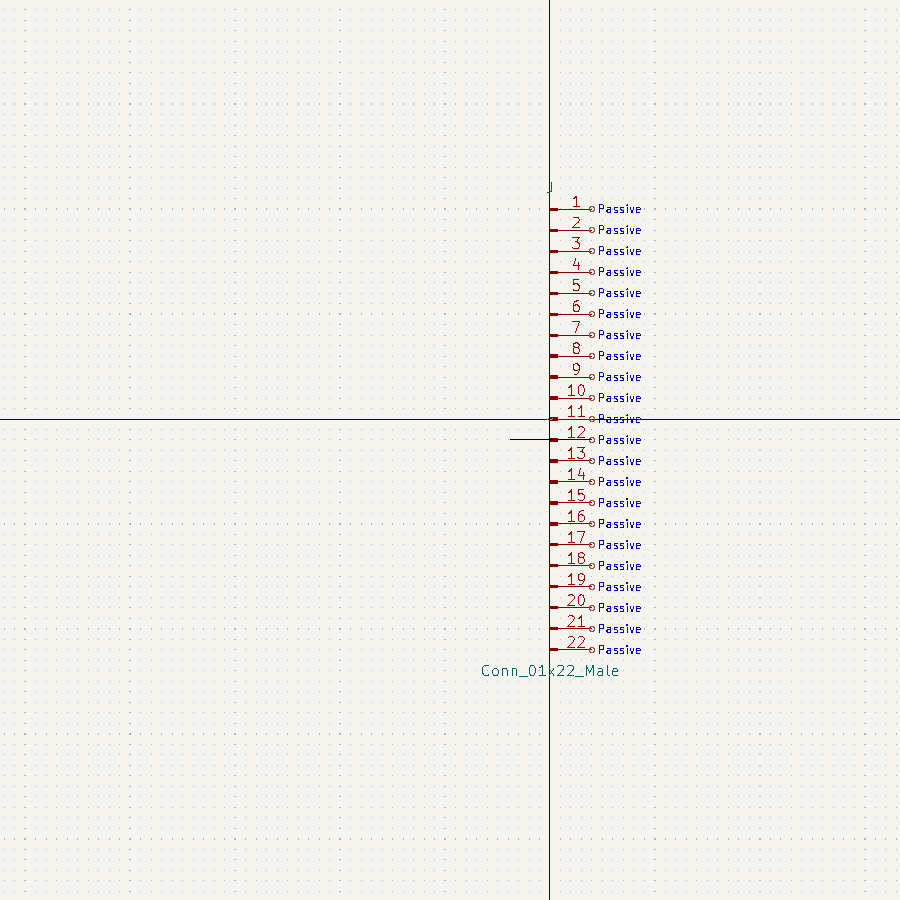 J
1 Passive
2 Passive
3 Passive
4 Passive
5 Passive
6 Passive
7 Passive
8 Passive
9 Passive
10 Passive
11 Passive
12 Passive
13 Passive
14 Passive
15 Passive
16 Passive
17 Passive
18 Passive
19 Passive
20 Passive
21 Passive
22 Passive
Conn_01x22_Male